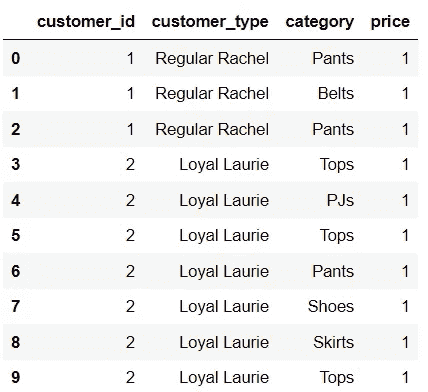 customer_id customer_type category price
0 1 Regular Rachel Pants 1
1 1 Regular Rachel Belts 1
2 1 Regular Rachel Pants 1
3 2 Loyal Laurie Tops 1
4 2 Loyal Laurie PJs 1
5 2 Loyal Laurie Tops 1
6 2 Loyal Laurie Pants 1
7 2 Loyal Laurie Shoes 1
8 2 Loyal Laurie Skirts 1
9 2 Loyal Laurie Tops 1